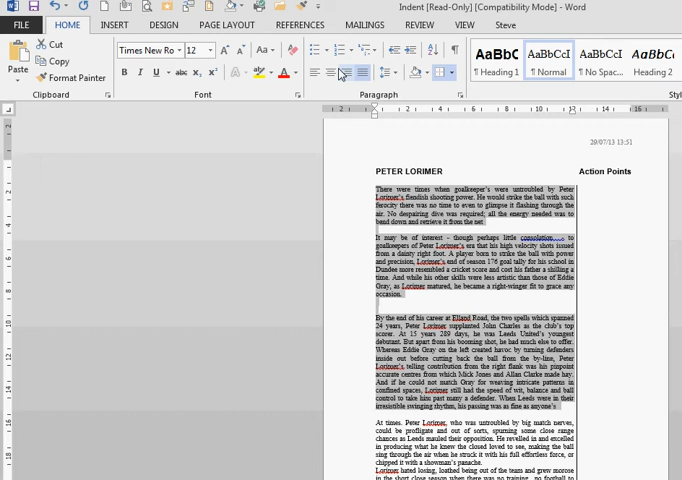 Indent [Read-Only] [Compatibility Mode] - Word
FILE HOME INSERT DESIGN PAGE LAYOUT REFERENCES MAILINGS REVIEW VIEW Steve
Paste Cut Copy Format Painter
Times New Ro 12
AaBbC AaBbCcI AaBbCcI AaBbCc
¶ Heading 1 ¶ Normal ¶ No Spac... Heading 2
Clipboard Font Paragraph
29/07/13 13:51
PETER LORIMER Action Points
There were times when goalkeeper's were untroubled by Peter
Lorimer's fiendish shooting power. He would strike the ball with such
ferocity there was no time to even to glimpse it flashing through the
air. No despairing dive was required; all the energy needed was to
bend down and retrieve it from the net
It may be of interest - though perhaps little consolation.... to
goalkeepers of Peter Lorimer's era that his high velocity shots issued
from a dainty right foot. A player born to strike the ball with power
and precision, Lorimer's end of season 176 goal tally for his school in
Dundee more resembled a cricket score and cost his father a shilling a
time. And while his other skills were less artistic than those of Eddie
Gray, as Lorimer matured, he became a right-winger fit to grace any
occasion.
By the end of his career at Elland Road, the two spells which spanned
24 years, Peter Lorimer supplanted John Charles as the club's top
scorer. At 15 years 289 days, he was Leeds United's youngest
debutant. But apart from his booming shot, he had much else to offer.
Whereas Eddie Gray on the left created havoc by turning defenders
inside out before cutting back the ball from the by-line, Peter
Lorimer's telling contribution from the right flank was his pinpoint
accurate centres from which Mick Jones and Allan Clarke made hay.
And if he could not match Gray for weaving intricate patterns in
confined spaces, Lorimer still had the speed of wit, balance and ball
control to take him past many a defender. When Leeds were in their
irresistible swinging rhythm, his passing was as fine as anyone's
At times. Peter Lorimer, who was untroubled by big match nerves,
could be profligate and out of sorts, spurning some close range
chances as Leeds mauled their opposition. He revelled in and excelled
in producing what he knew the closed loved to see, making the ball
sing through the air when he struck it with his full effortless force, or
chipped it with a showman's panache.
Lorimer hated losing, loathed being out of the team and grew morose
in the short close season when there was no training, no football to